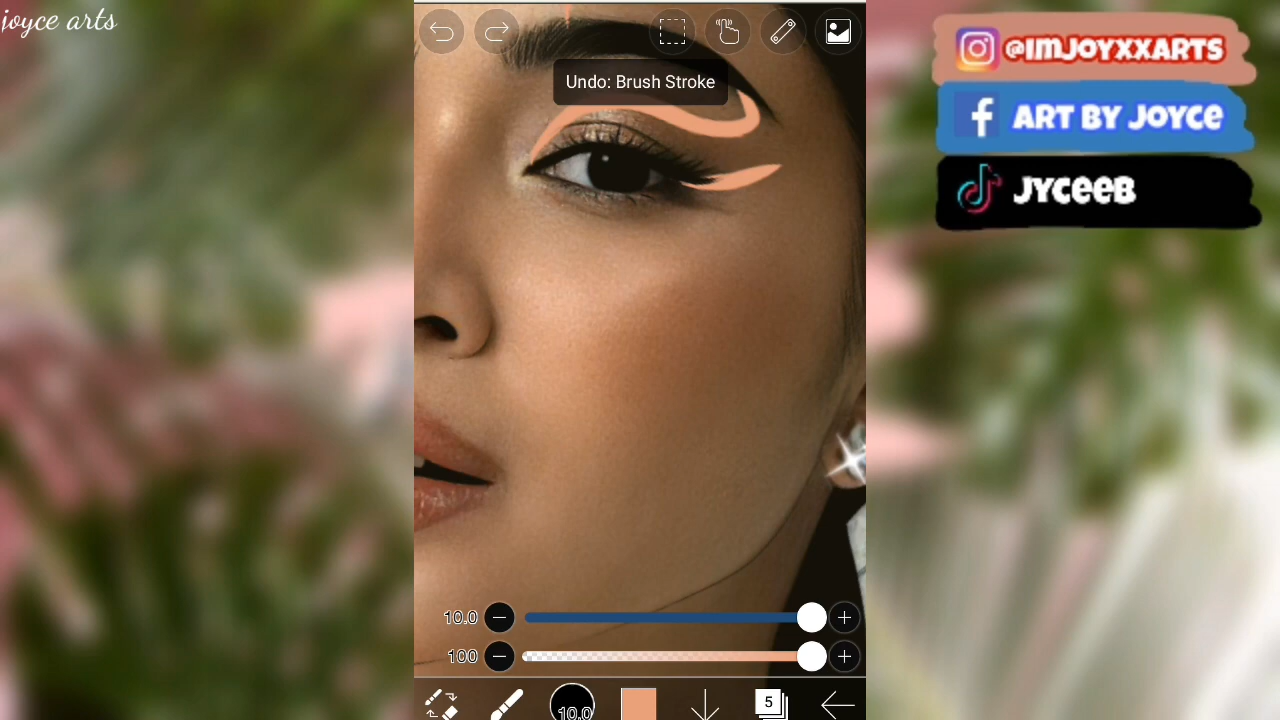 joyce arts
Undo: Brush Stroke
@IMJOYXXARTS
ART BY JOYCE
JYCEEB
10.0
100
10.0
5